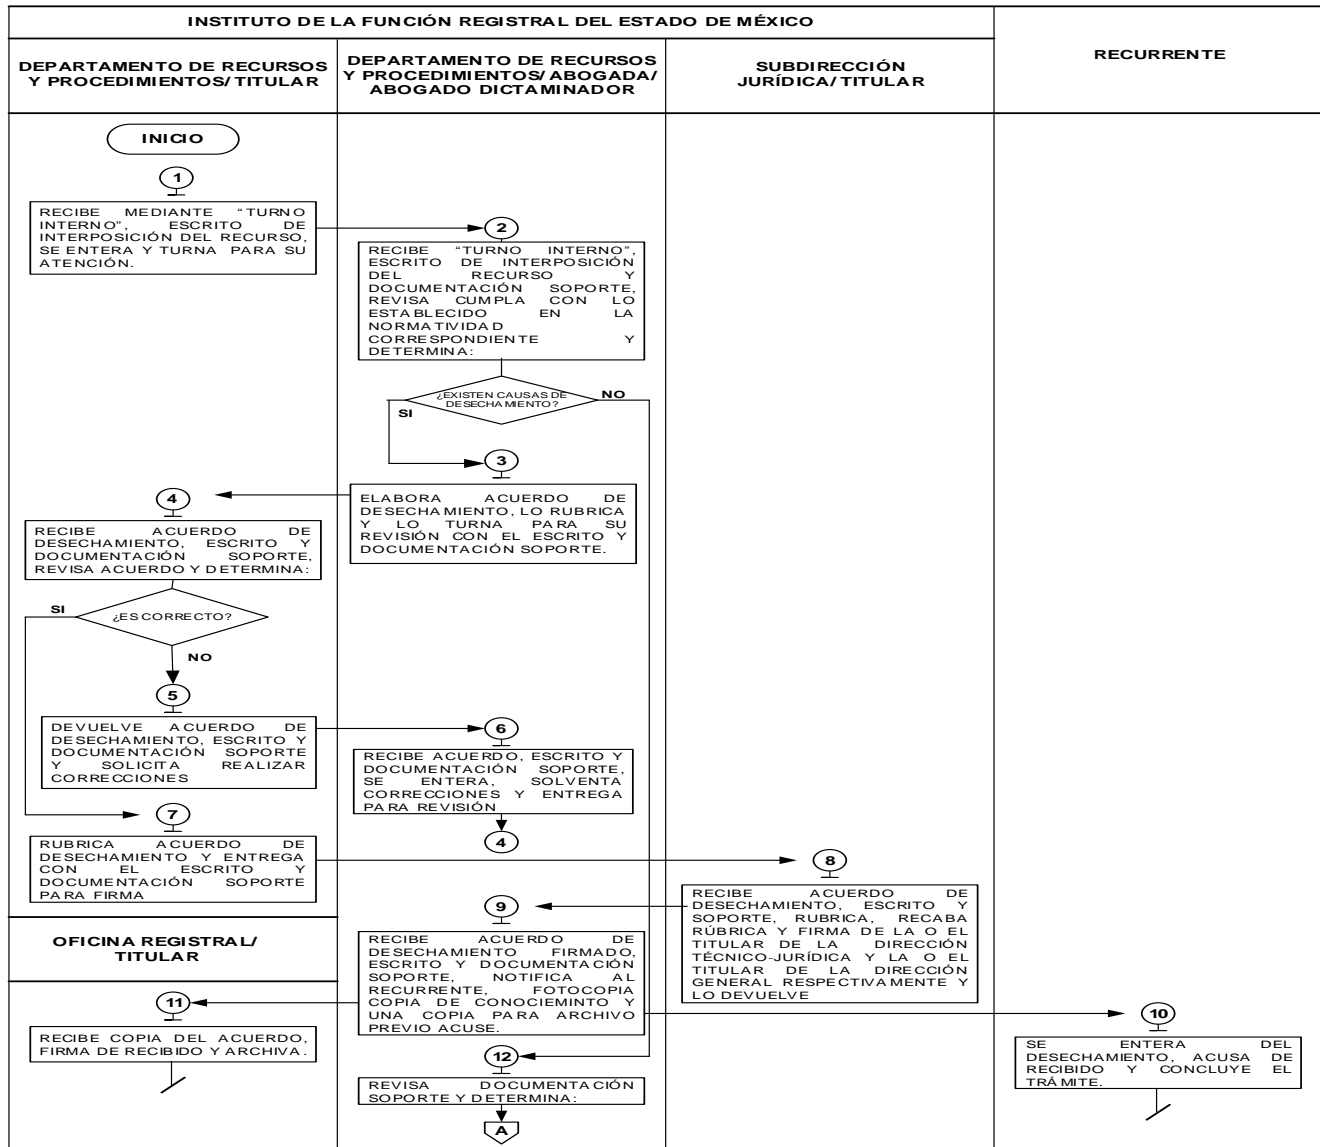 INSTITUTO DE LA FUNCIÓN REGISTRAL DEL ESTADO DE MÉXICO
RECURRENTE
DEPARTAMENTO DE RECURSOS
Y PROCEDIMIENTOS/ TITULAR
DEPARTAMENTO DE RECURSOS
Y PROCEDIMIENTOS/ ABOGADA/
ABOGADO DICTAMINADOR
SUBDIRECCIÓN
JURÍDICA/ TITULAR
INICIO
1
RECIBE MEDIANTE “TURNO
INTERNO”, ESCRITO DE
INTERPOSICIÓN DEL RECURSO,
SE ENTERA Y TURNA PARA SU
ATENCIÓN.
2
RECIBE “TURNO INTERNO”,
ESCRITO DE INTERPOSICIÓN
DEL RECURSO Y
DOCUMENTACIÓN SOPORTE,
REVISA CUMPLA CON LO
ESTABLECIDO EN LA
NORMATIVIDAD
CORRESPONDIENTE Y
DETERMINA:
¿EXISTEN CAUSAS DE
DESECHAMIENTO?
NO
SI
3
ELABORA ACUERDO DE
DESECHAMIENTO, LO RUBRICA
Y LO TURNA PARA SU
REVISIÓN CON EL ESCRITO Y
DOCUMENTACIÓN SOPORTE.
4
RECIBE ACUERDO DE
DESECHAMIENTO, ESCRITO Y
DOCUMENTACIÓN SOPORTE,
REVISA ACUERDO Y DETERMINA:
SI
¿ES CORRECTO?
NO
5
DEVUELVE ACUERDO DE
DESECHAMIENTO, ESCRITO Y
DOCUMENTACIÓN SOPORTE
Y SOLICITA REALIZAR
CORRECCIONES
6
RECIBE ACUERDO, ESCRITO Y
DOCUMENTACIÓN SOPORTE,
SE ENTERA, SOLVENTA
CORRECCIONES Y ENTREGA
PARA REVISIÓN
4
7
RUBRICA ACUERDO DE
DESECHAMIENTO Y ENTREGA
CON EL ESCRITO Y
DOCUMENTACIÓN SOPORTE
PARA FIRMA
8
RECIBE ACUERDO DE
DESECHAMIENTO, ESCRITO Y
SOPORTE, RUBRICA, RECABA
RÚBRICA Y FIRMA DE LA O EL
TITULAR DE LA DIRECCIÓN
TÉCNICO-JURÍDICA Y LA O EL
TITULAR DE LA DIRECCIÓN
GENERAL RESPECTIVAMENTE Y
LO DEVUELVE
9
RECIBE ACUERDO DE
DESECHAMIENTO FIRMADO,
ESCRITO Y DOCUMENTACIÓN
SOPORTE, NOTIFICA AL
RECURRENTE, FOTOCOPIA
COPIA DE CONOCIEMINTO Y
UNA COPIA PARA ARCHIVO
PREVIO ACUSE.
10
SE ENTERA DEL
DESECHAMIENTO, ACUSA DE
RECIBIDO Y CONCLUYE EL
TRÁMITE.
OFICINA REGISTRAL/
TITULAR
11
RECIBE COPIA DEL ACUERDO,
FIRMA DE RECIBIDO Y ARCHIVA.
12
REVISA DOCUMENTACIÓN
SOPORTE Y DETERMINA:
A